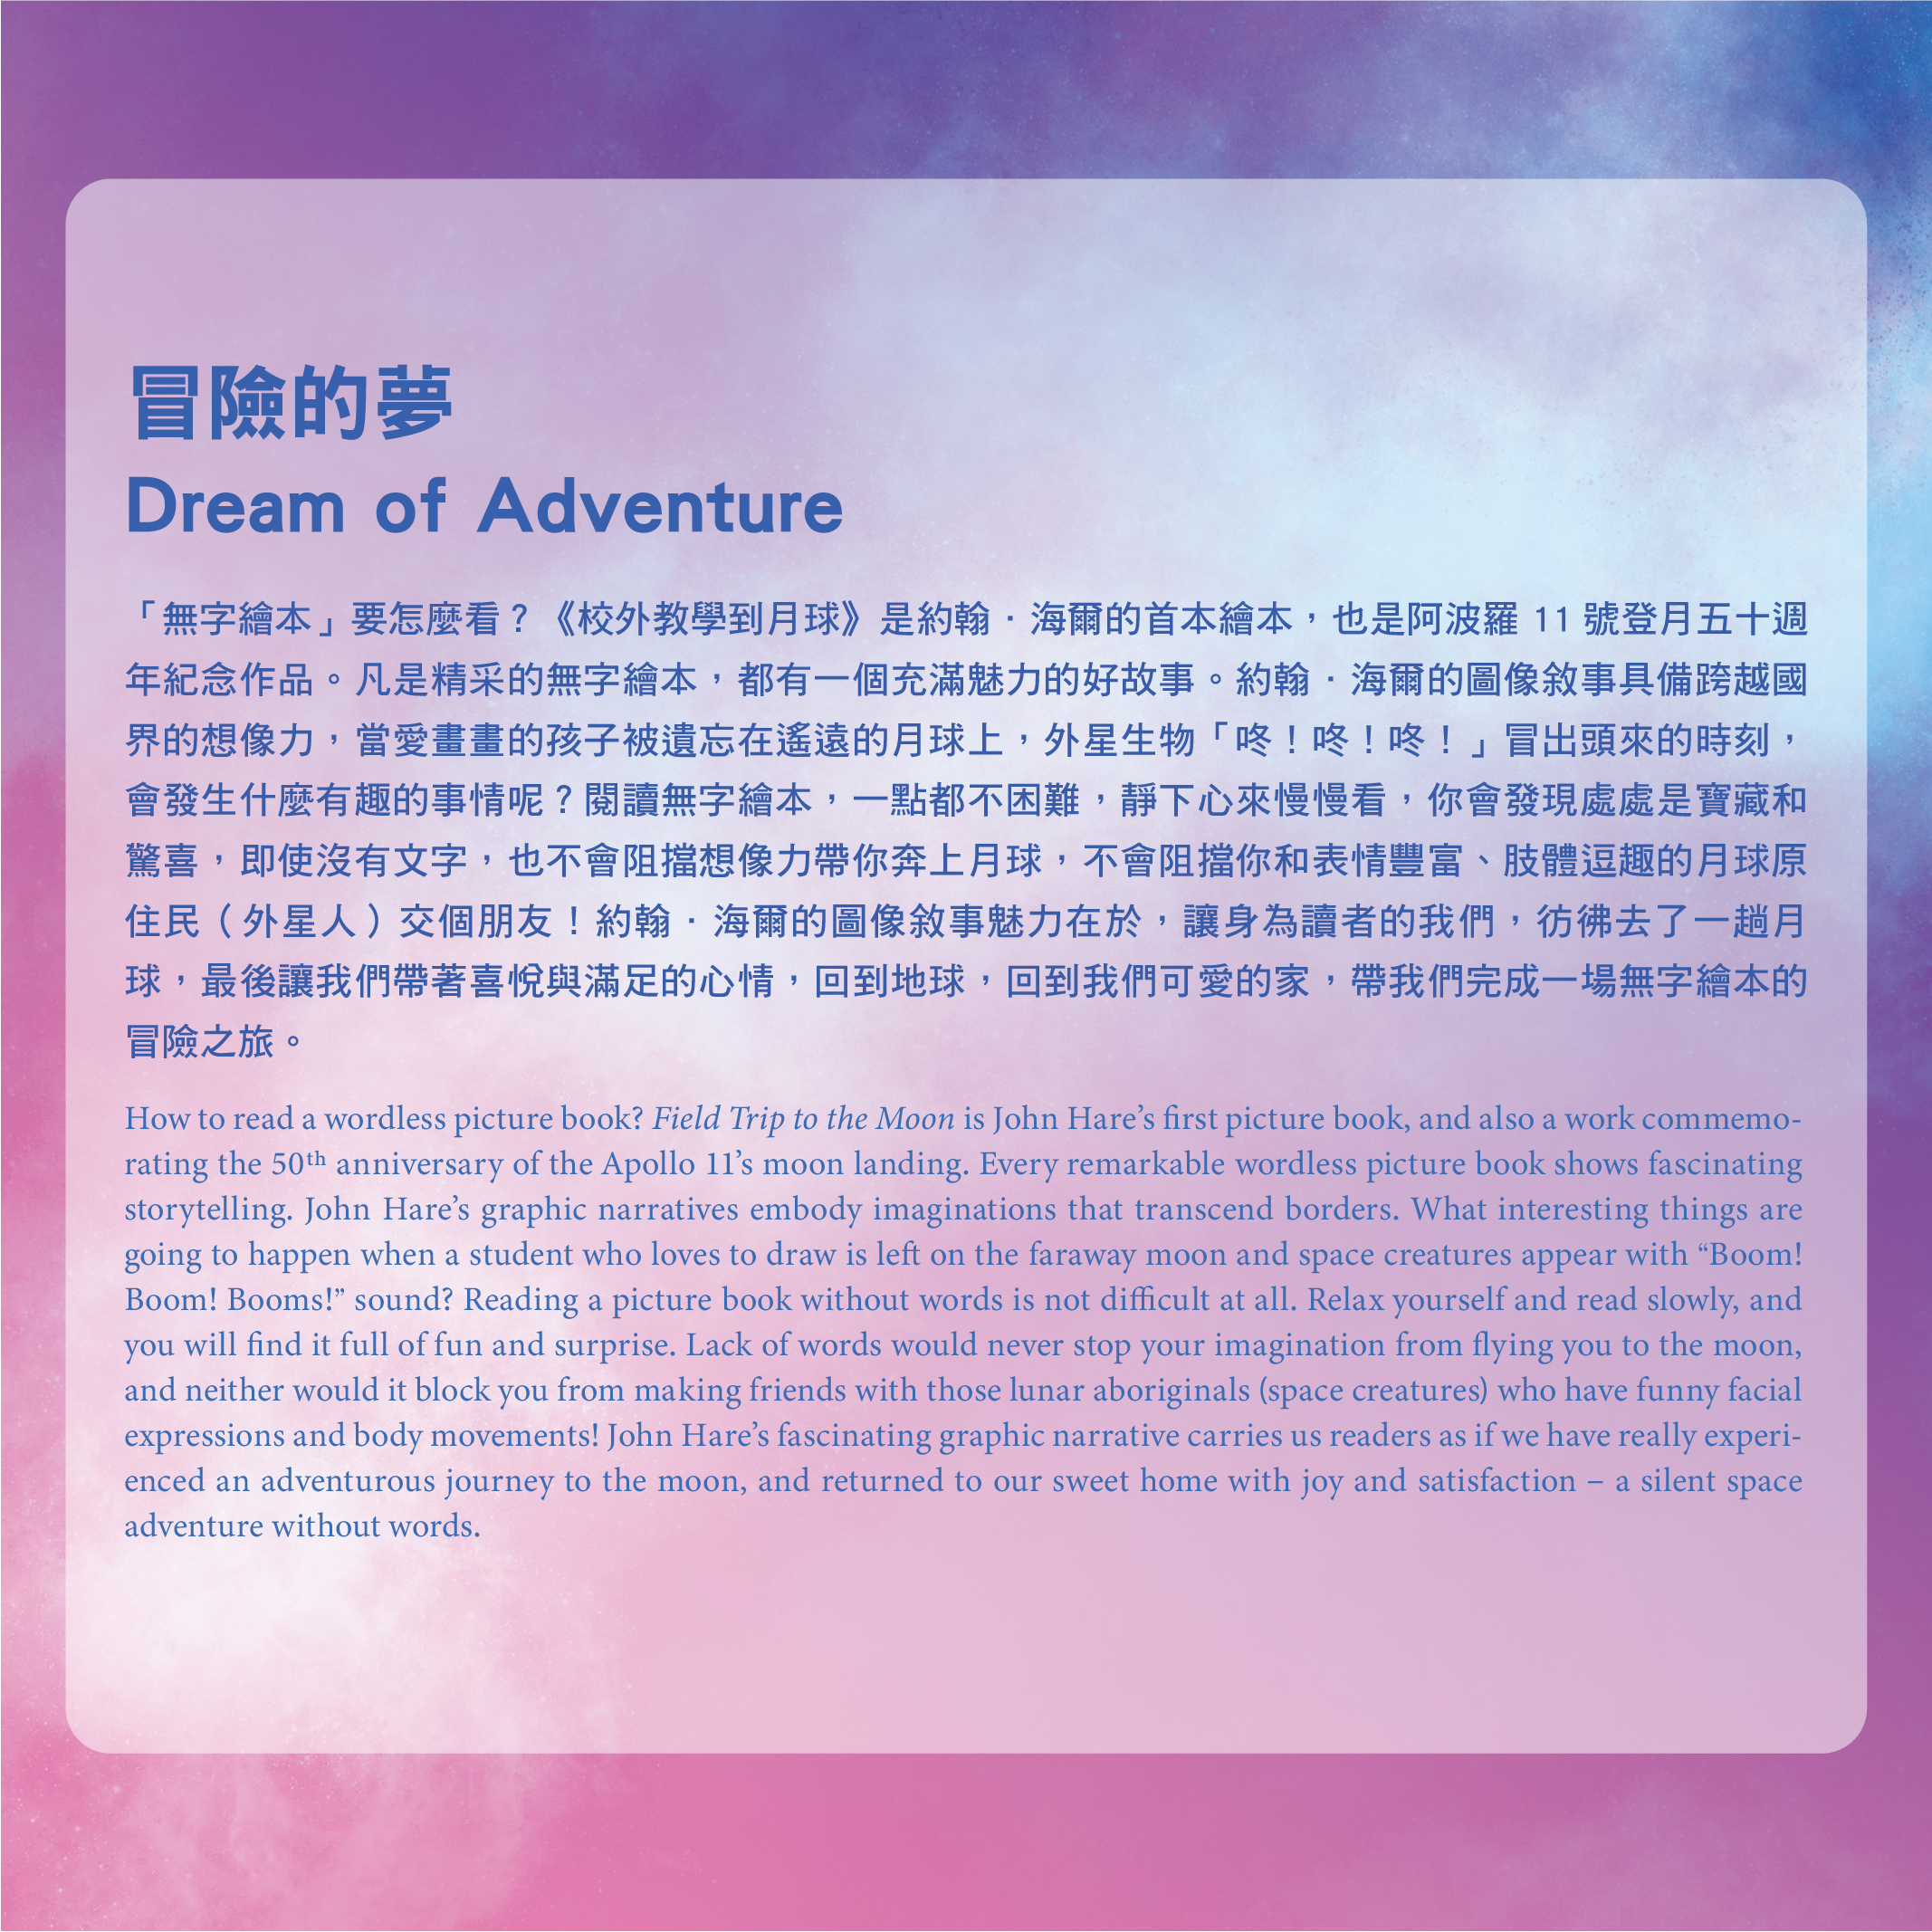 冒險的夢
Dream of Adventure
「無字繪本」要怎麼看？《校外教學到月球》是約翰．海爾的首本繪本，也是阿波羅 11 號登月五十週
年紀念作品。凡是精采的無字繪本，都有一個充滿魅力的好故事。約翰．海爾的圖像敘事具備跨越國
界的想像力，當愛畫畫的孩子被遺忘在遙遠的月球上，外星生物「咚！咚！咚！」冒出頭來的時刻，
會發生什麼有趣的事情呢？閱讀無字繪本，一點都不困難，靜下心來慢慢看，你會發現處處是寶藏和
驚喜，即使沒有文字，也不會阻擋想像力帶你奔上月球，不會阻擋你和表情豐富、肢體逗趣的月球原
住民（外星人）交個朋友！約翰．海爾的圖像敘事魅力在於，讓身為讀者的我們，彷彿去了一趟月
球，最後讓我們帶著喜悅與滿足的心情，回到地球，回到我們可愛的家，帶我們完成一場無字繪本的
冒險之旅。
How to read a wordless picture book? Field Trip to the Moon is John Hare’s first picture book, and also a work commemo-
rating the 50th anniversary of the Apollo 11’s moon landing. Every remarkable wordless picture book shows fascinating
storytelling. John Hare’s graphic narratives embody imaginations that transcend borders. What interesting things are
going to happen when a student who loves to draw is left on the faraway moon and space creatures appear with “Boom!
Boom! Booms!” sound? Reading a picture book without words is not difficult at all. Relax yourself and read slowly, and
you will find it full of fun and surprise. Lack of words would never stop your imagination from flying you to the moon,
and neither would it block you from making friends with those lunar aboriginals (space creatures) who have funny facial
expressions and body movements! John Hare’s fascinating graphic narrative carries us readers as if we have really experi-
enced an adventurous journey to the moon, and returned to our sweet home with joy and satisfaction – a silent space
adventure without words.